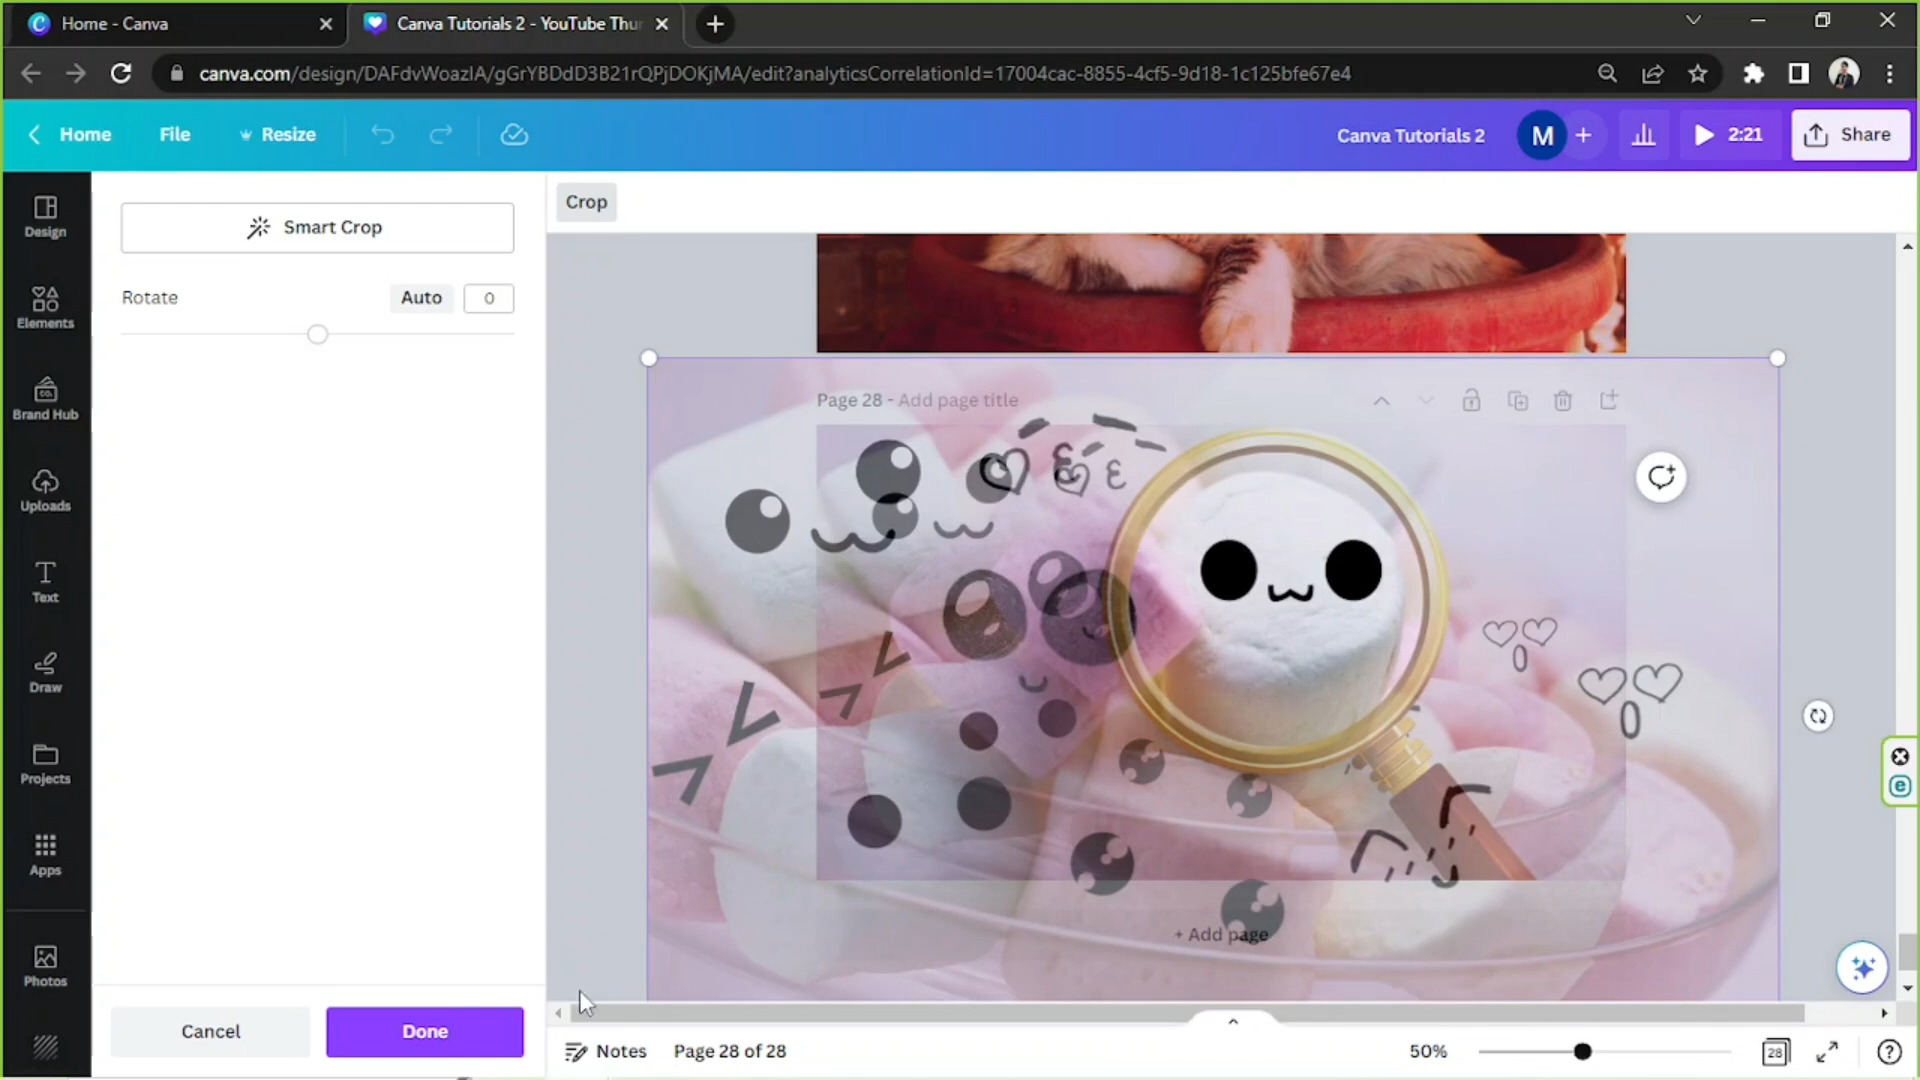 Home - Canva
Canva Tutorials 2 - YouTube Thu
canva.com/design/DAFdvWoazIA/gGrYBDdD3B21rQPjDOKjMA/edit?analyticsCorrelationId=17004cac-8855-4cf5-9d18-1c125bfe67e4
Home File Resize Canva Tutorials 2 M + 2:21 Share
Design
Elements
Brand Hub
CO.
Uploads
Text
Draw
Projects
Apps
Photos
Smart Crop
Rotate Auto 0
Cancel Done
Crop
Page 28 - Add page title
+ Add page
Notes Page 28 of 28 50% 28